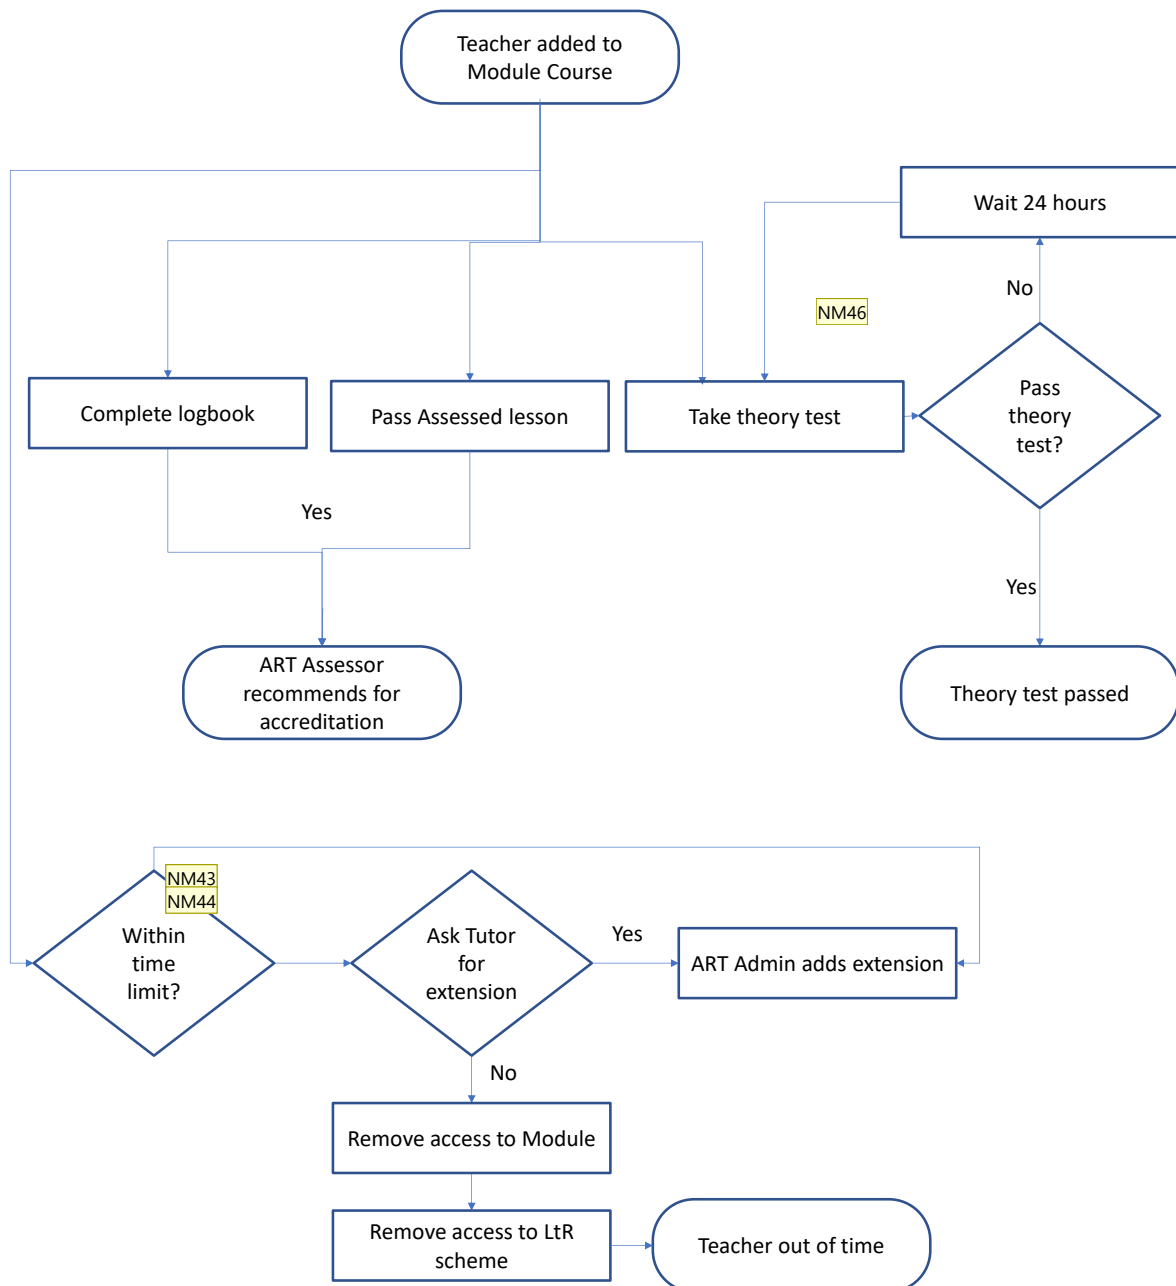 Teacher added to
Module Course
Wait 24 hours
No
NM46
Complete logbook
Pass Assessed lesson
Take theory test
Pass
theory
test?
Yes
Yes
ART Assessor
recommends for
accreditation
Theory test passed
NM43
NM44
Within
time
limit?
Ask Tutor
for
extension
Yes
ART Admin adds extension
No
Remove access to Module
Remove access to LtR
scheme
Teacher out of time